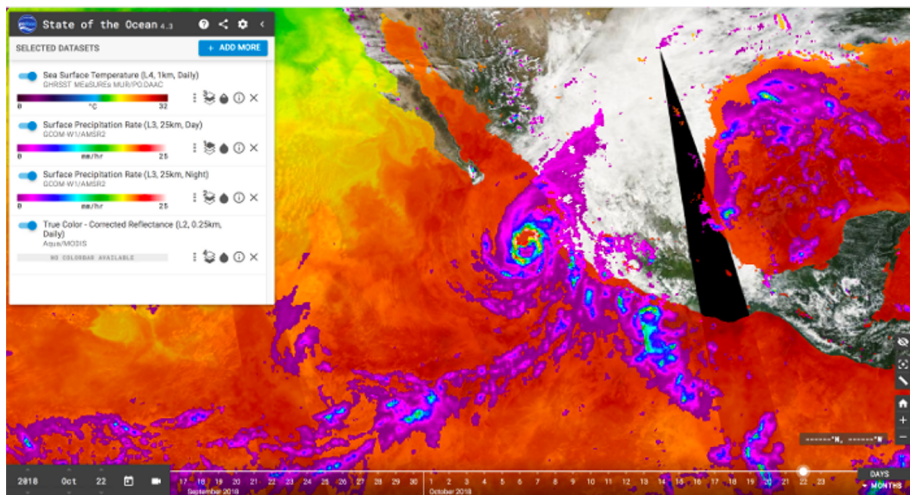 State of the Ocean 4.3
SELECTED DATASETS
+ ADD MORE
Sea Surface Temperature (L4, 1km, Daily)
GHRSST MEaSUREs MUR/PO.DAAC
0 °C 32
Surface Precipitation Rate (L3, 25km, Day)
GCOM-W1/AMSR2
0 mm/hr 25
Surface Precipitation Rate (L3, 25km, Night)
GCOM-W1/AMSR2
0 mm/hr 25
True Color - Corrected Reflectance (L2, 0.25km,
Daily)
Aqua/MODIS
NO COLORBAR AVAILABLE
------°N, ------°W
2018 Oct 22
17 18 19 20 21 22 23 24 25 26 27 28 29 30 1 2 3 4 5 6 7 8 9 10 11 12 13 14 15 16 17 18 19 20 21 22 23
September 2018 October 2018
DAYS
MONTHS